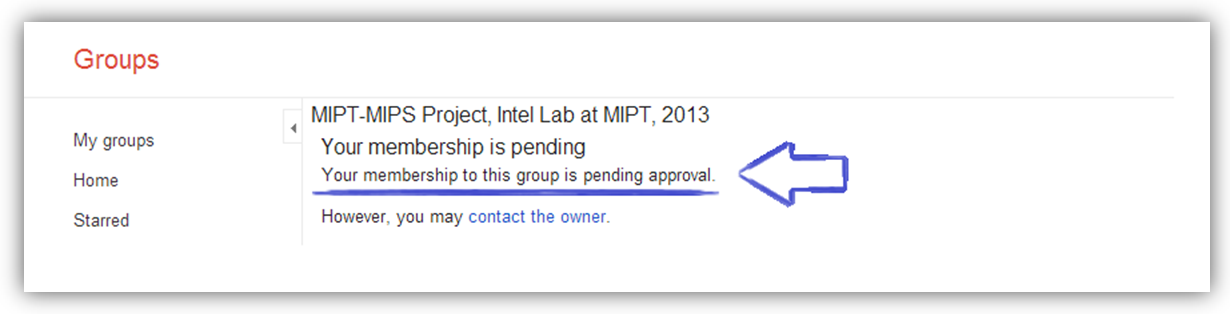 Groups
My groups
Home
Starred
MIPT-MIPS Project, Intel Lab at MIPT, 2013
Your membership is pending
Your membership to this group is pending approval.
However, you may contact the owner.